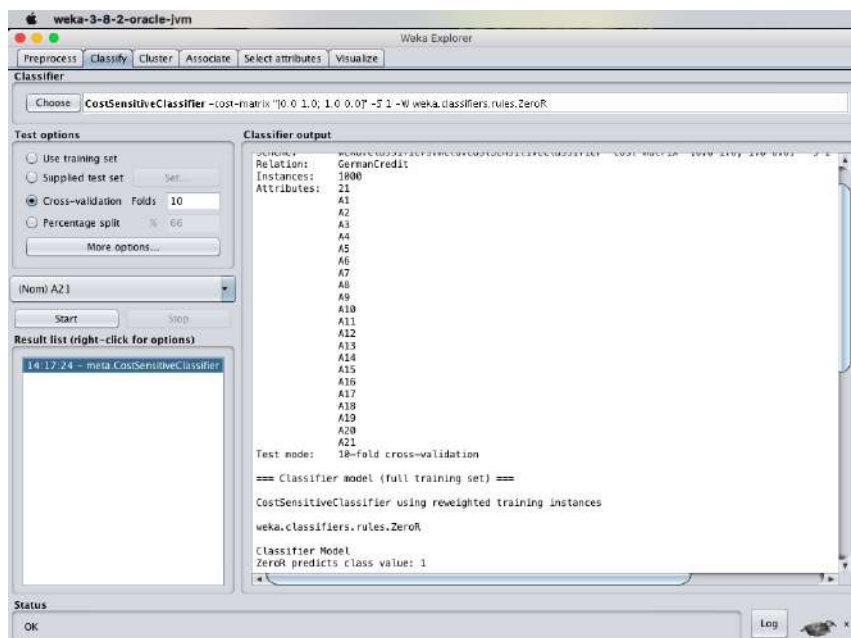 weka-3-8-2-oracle-jvm
Weka Explorer
Preprocess Classify Cluster Associate Select attributes Visualize
Classifier
Choose CostSensitiveClassifier -cost-matrix "[0.0 1.0; 1.0 0.0]" -S 1 -W weka.classifiers.rules.ZeroR
Test options
Use training set
Supplied test set Set...
Cross-validation Folds 10
Percentage split % 66
More options...
(Nom) A21
Start Stop
Result list (right-click for options)
14:17:24 - meta.CostSensitiveClassifier
Classifier output
Relation: GermanCredit
Instances: 1000
Attributes: 21
A1
A2
A3
A4
A5
A6
A7
A8
A9
A10
A11
A12
A13
A14
A15
A16
A17
A18
A19
A20
A21
Test mode: 10-fold cross-validation
=== Classifier model (full training set) ===
CostSensitiveClassifier using reweighted training instances
weka.classifiers.rules.ZeroR
Classifier Model
ZeroR predicts class value: 1
Status
OK
Log
x